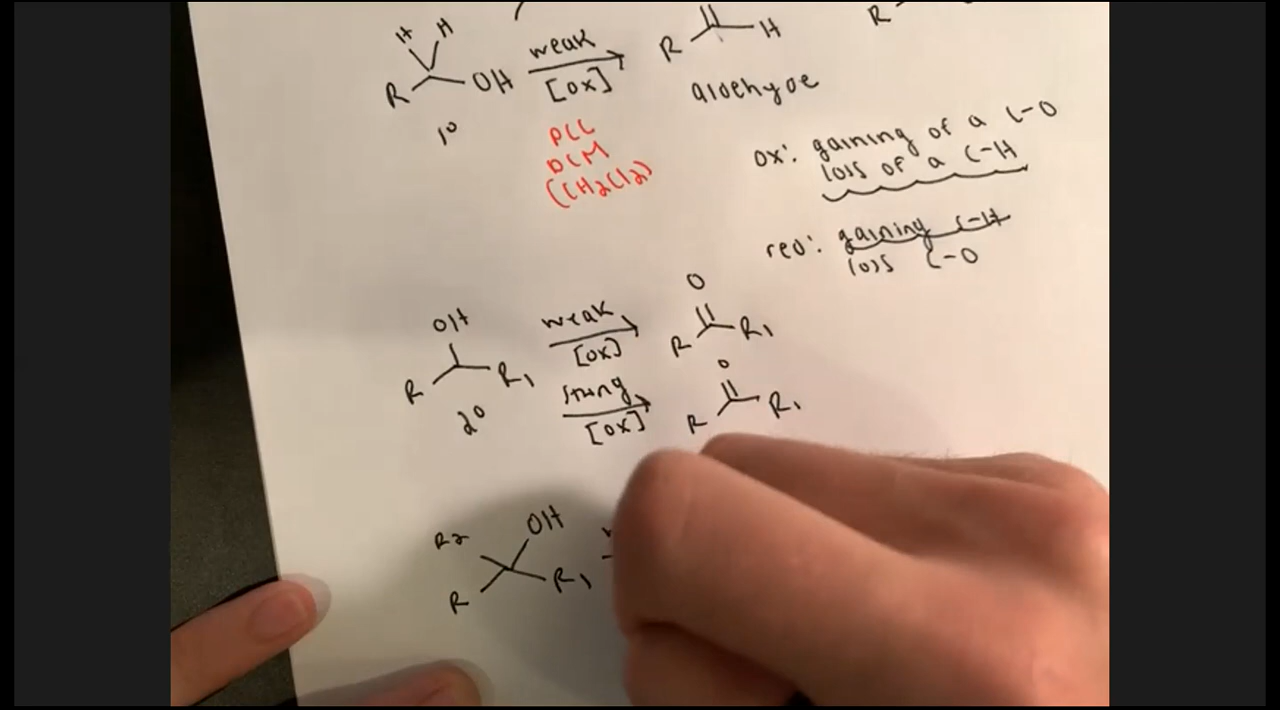 H H
R OH
1°
weak
[ox]
PCC
DCM
(CH2Cl2)
R H
aldehyde
R
ox: gaining of a C-O
loss of a C-H
red: gaining C-H
loss C-O
OH
R R1
2°
weak
[ox]
O
R R1
strong
[ox]
O
R R1
R2 OH
R R1